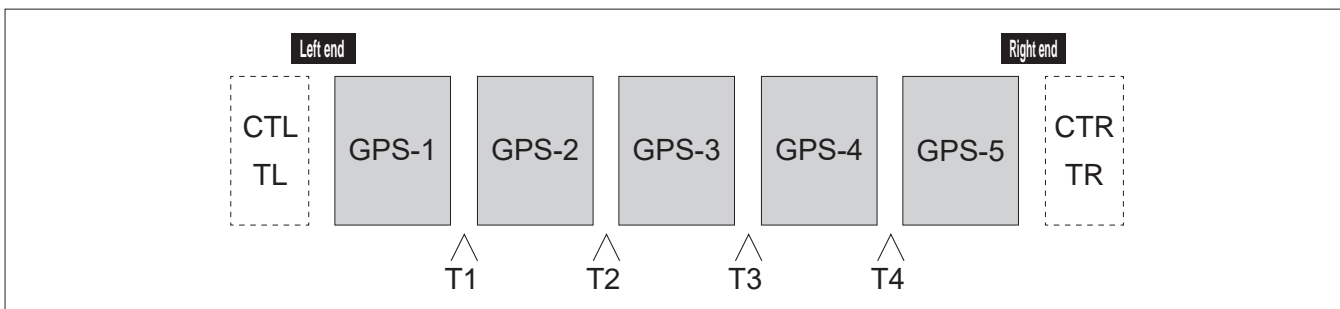 Left end
Right end
CTL
TL
GPS-1
GPS-2
GPS-3
GPS-4
GPS-5
CTR
TR
T1
T2
T3
T4